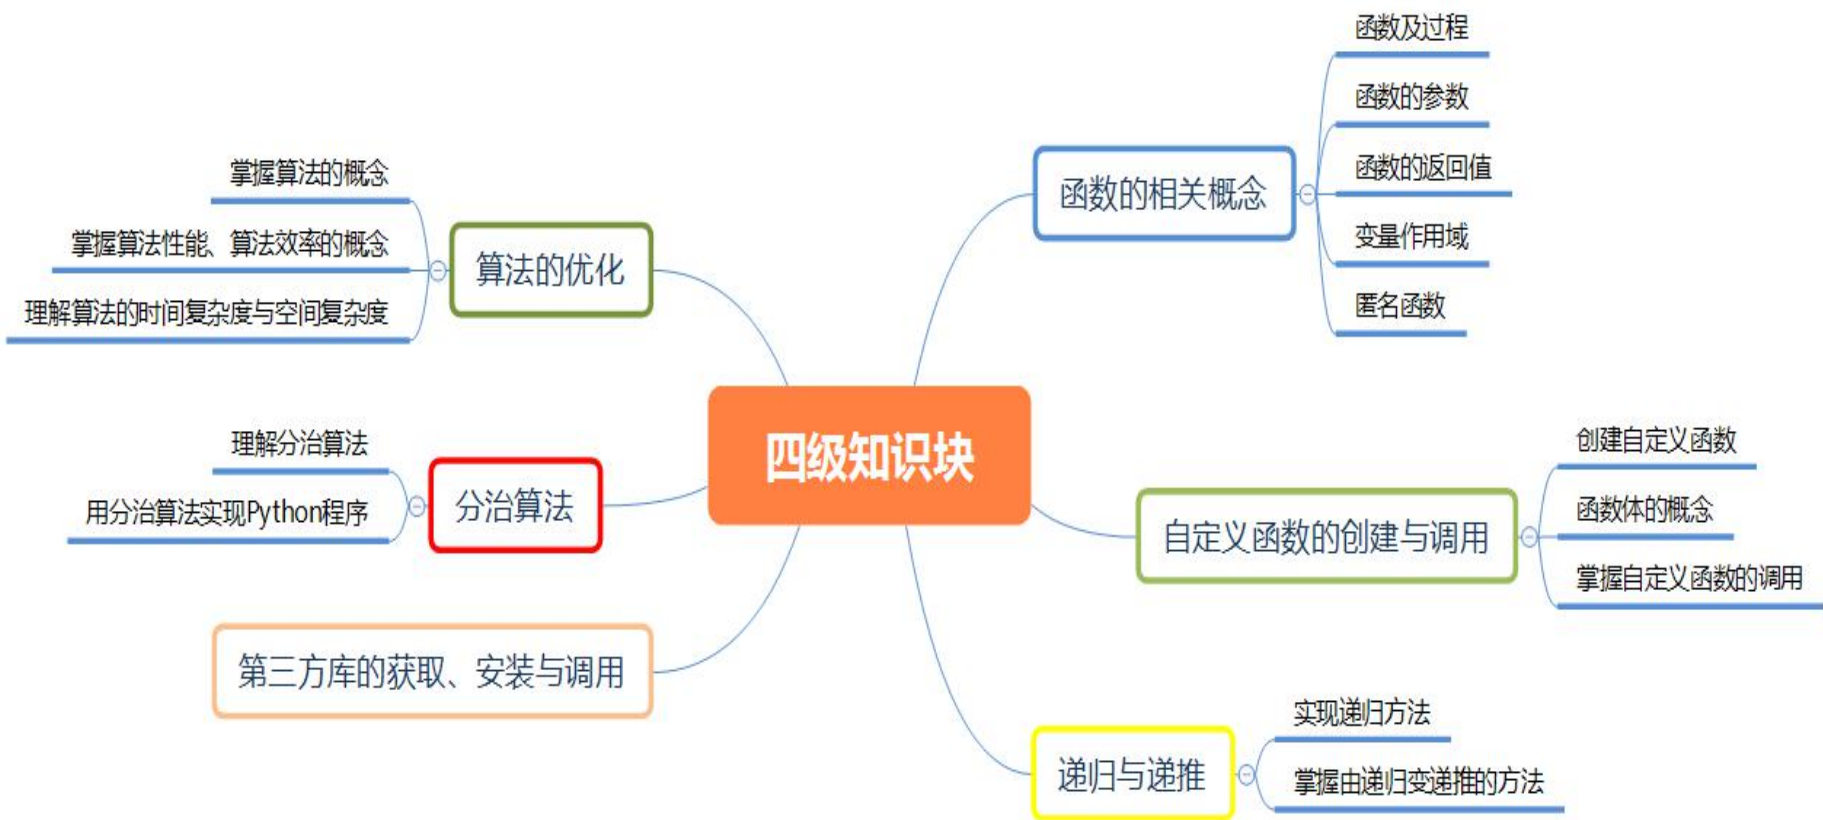 四级知识块
函数的相关概念
函数及过程
函数的参数
函数的返回值
变量作用域
匿名函数
自定义函数的创建与调用
创建自定义函数
函数体的概念
掌握自定义函数的调用
递归与递推
实现递归方法
掌握由递归变递推的方法
算法的优化
掌握算法的概念
掌握算法性能、算法效率的概念
理解算法的时间复杂度与空间复杂度
分治算法
理解分治算法
用分治算法实现Python程序
第三方库的获取、安装与调用